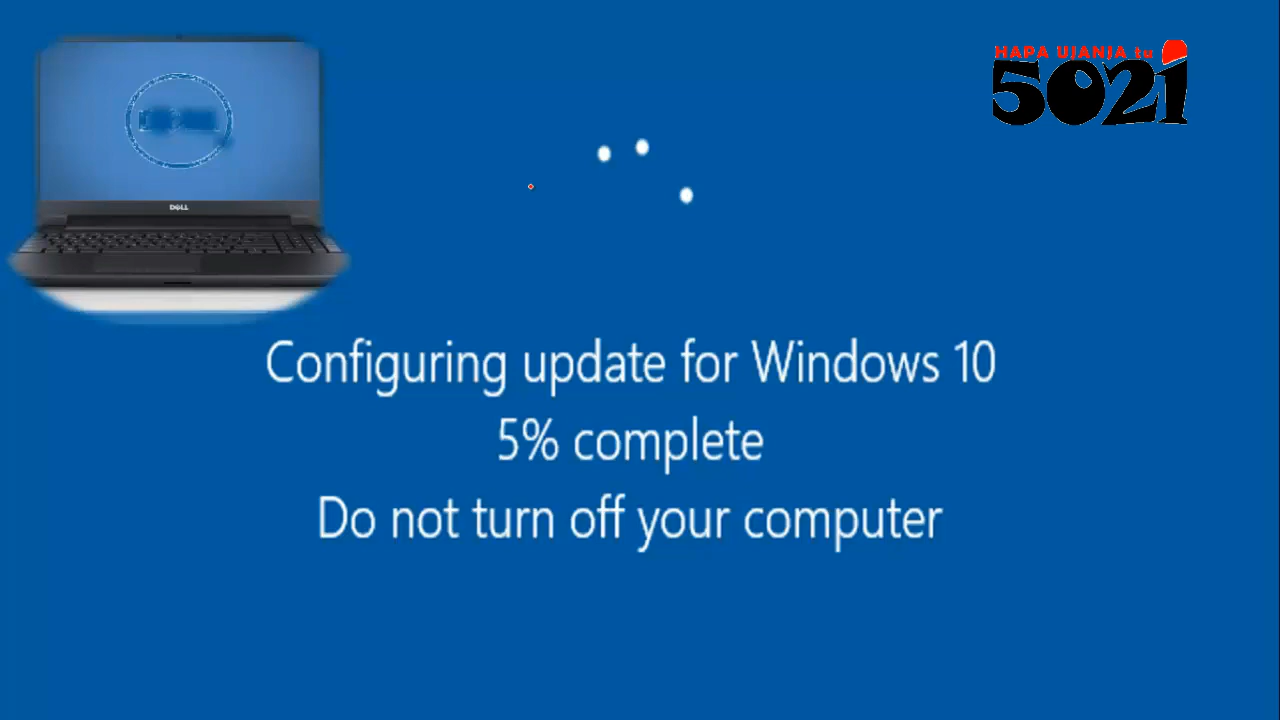 HAPA UJANJA tu
5021
DELL
Configuring update for Windows 10
5% complete
Do not turn off your computer